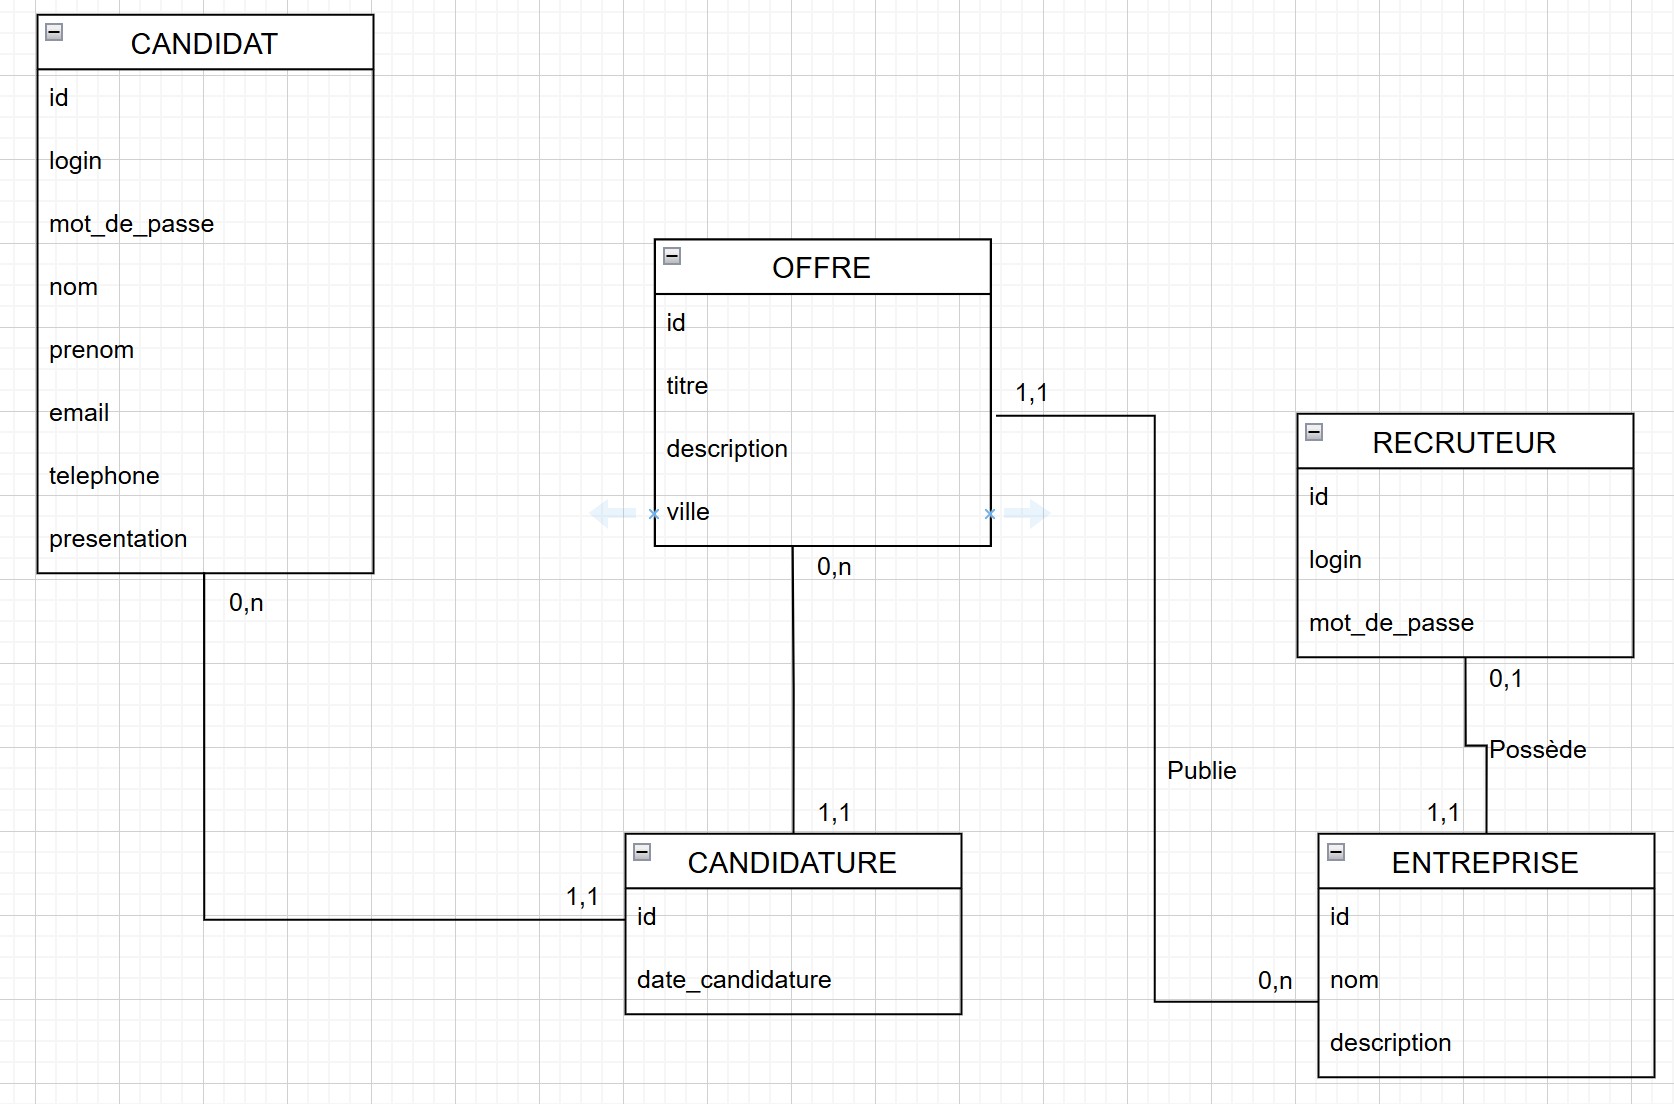 CANDIDAT
id
login
mot_de_passe
nom
prenom
email
telephone
presentation
0,n
OFFRE
id
titre
description
ville
0,n
1,1
RECRUTEUR
id
login
mot_de_passe
0,1
Possède
Publie
1,1
1,1
1,1
CANDIDATURE
id
date_candidature
0,n
ENTREPRISE
id
nom
description